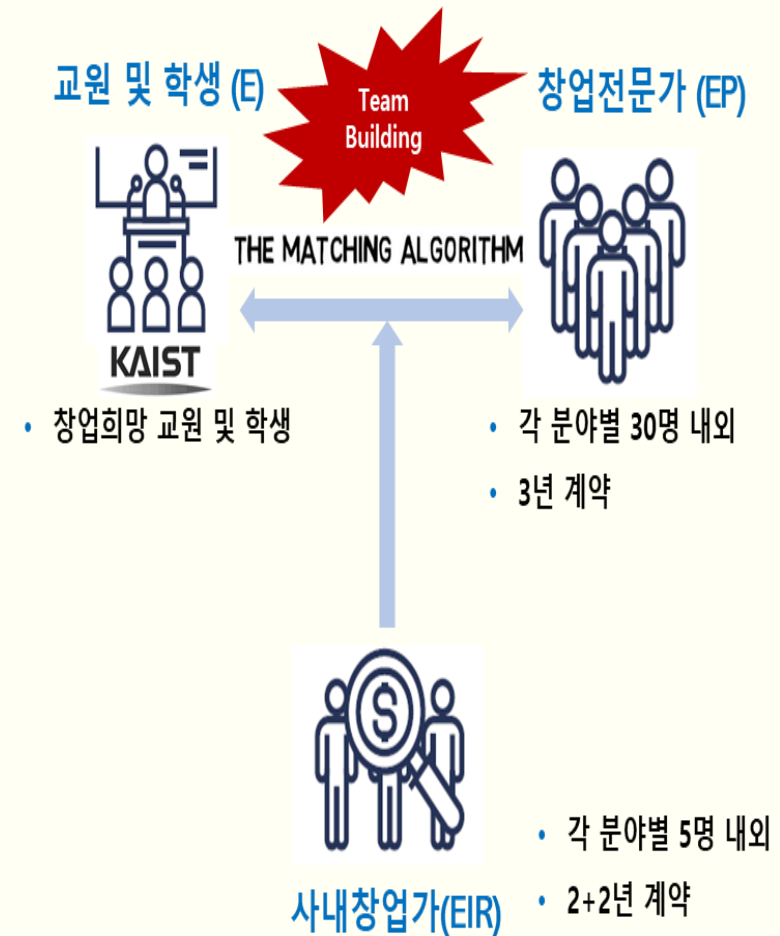 교원 및 학생 (E)
Team
Building
창업전문가 (EP)
THE MATCHING ALGORITHM
KAIST
• 창업희망 교원 및 학생
• 각 분야별 30명 내외
• 3년 계약
$
• 각 분야별 5명 내외
사내창업가(EIR)
• 2+2년 계약